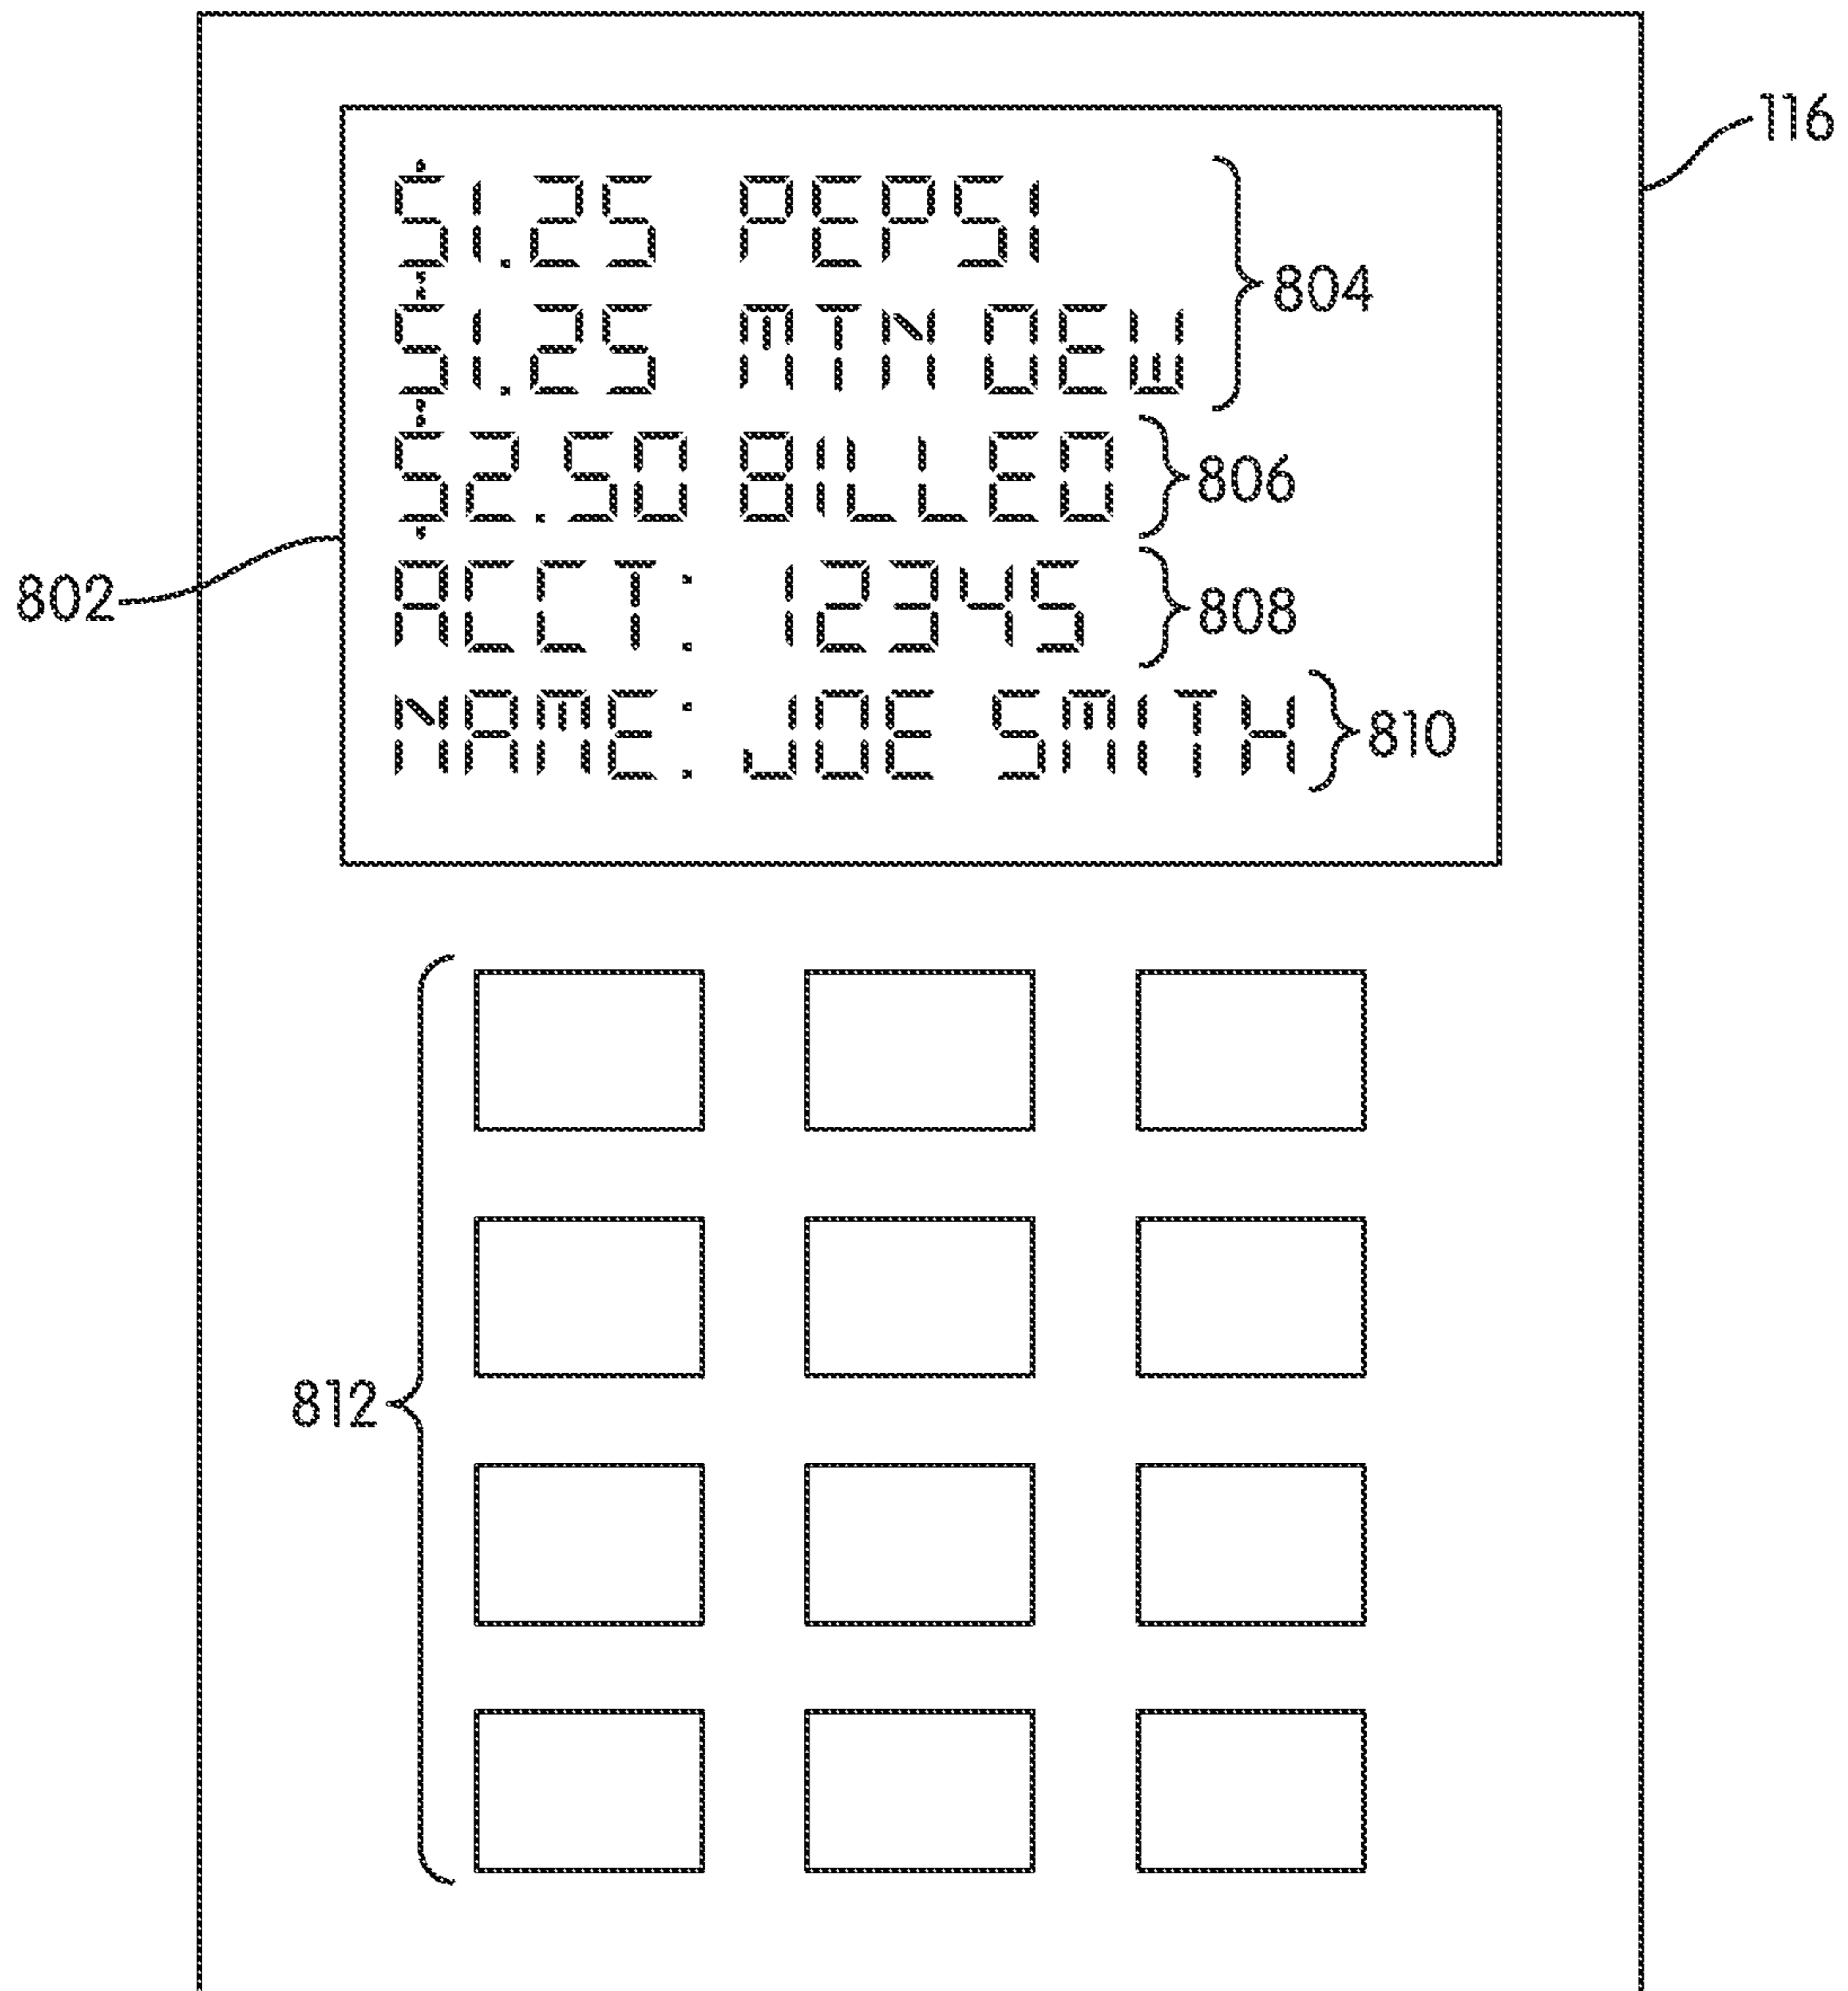 116
$1.25 PEPSI
$1.25 MTN DEW
804
$2.50 BILLED
806
802
ACCT: 12345
808
NAME: JOE SMITH
810
812